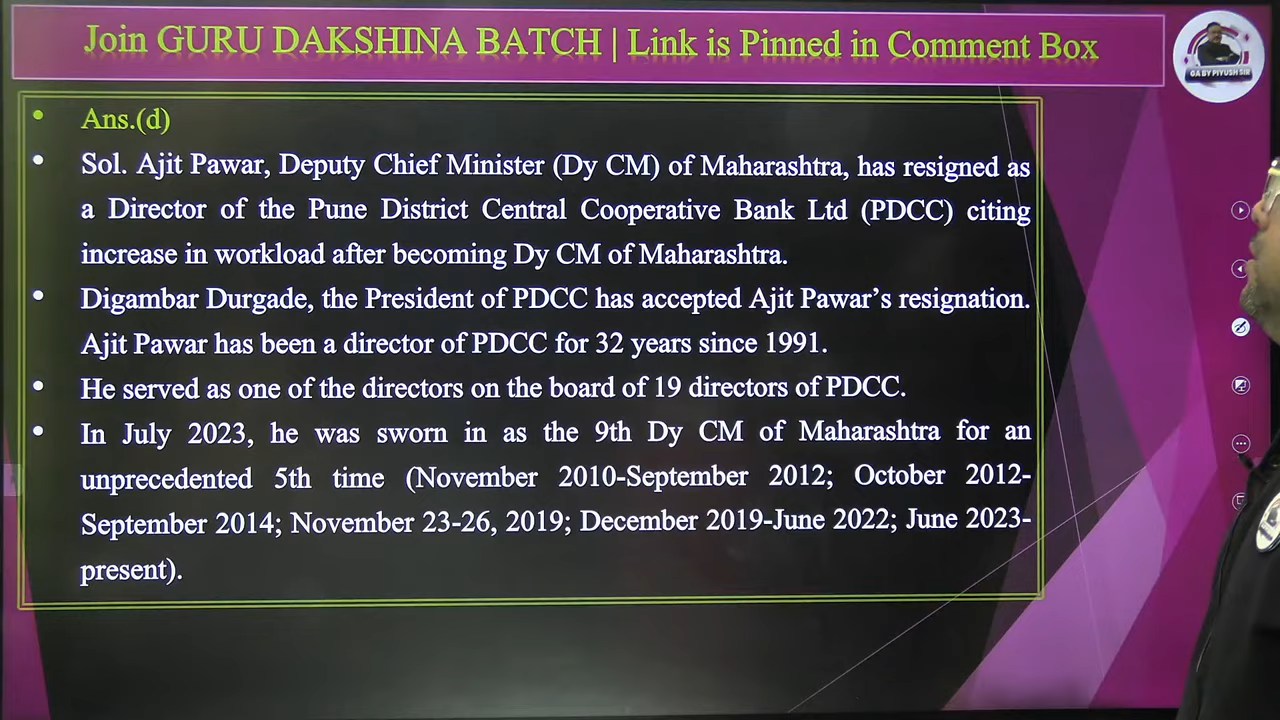 Join GURU DAKSHINA BATCH | Link is Pinned in Comment Box
GA BY PIYUSH SIR
Ans.(d)
Sol. Ajit Pawar, Deputy Chief Minister (Dy CM) of Maharashtra, has resigned as
a Director of the Pune District Central Cooperative Bank Ltd (PDCC) citing
increase in workload after becoming Dy CM of Maharashtra.
Digambar Durgade, the President of PDCC has accepted Ajit Pawar’s resignation.
Ajit Pawar has been a director of PDCC for 32 years since 1991.
He served as one of the directors on the board of 19 directors of PDCC.
In July 2023, he was sworn in as the 9th Dy CM of Maharashtra for an
unprecedented 5th time (November 2010-September 2012; October 2012-
September 2014; November 23-26, 2019; December 2019-June 2022; June 2023-
present).